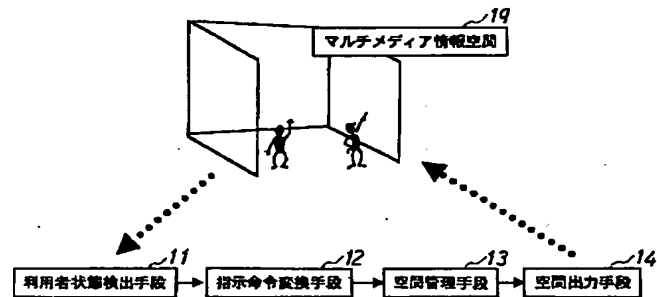 19
マルチメディア情報空間
11
利用者状態検出手段
12
指示命令変換手段
13
空間管理手段
14
空間出力手段